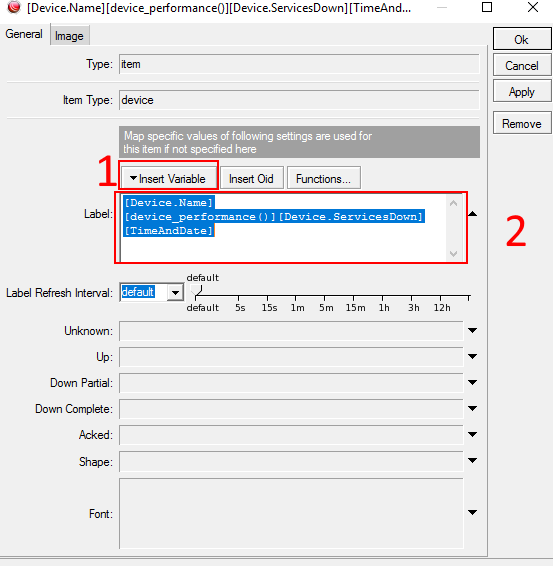 [Device.Name][device_performance()][Device.ServicesDown][TimeAnd...
General Image
Type: item
Ok
Cancel
Item Type: device
Apply
Remove
Map specific values of following settings are used for
this item if not specified here
1
Insert Variable Insert Oid Functions...
Label: [Device.Name]
[device_performance()][Device.ServicesDown]
[TimeAndDate]
2
default
Label Refresh Interval: default
default 5s 15s 1m 5m 15m 1h 3h 12h
Unknown:
Up:
Down Partial:
Down Complete:
Acked:
Shape:
Font: